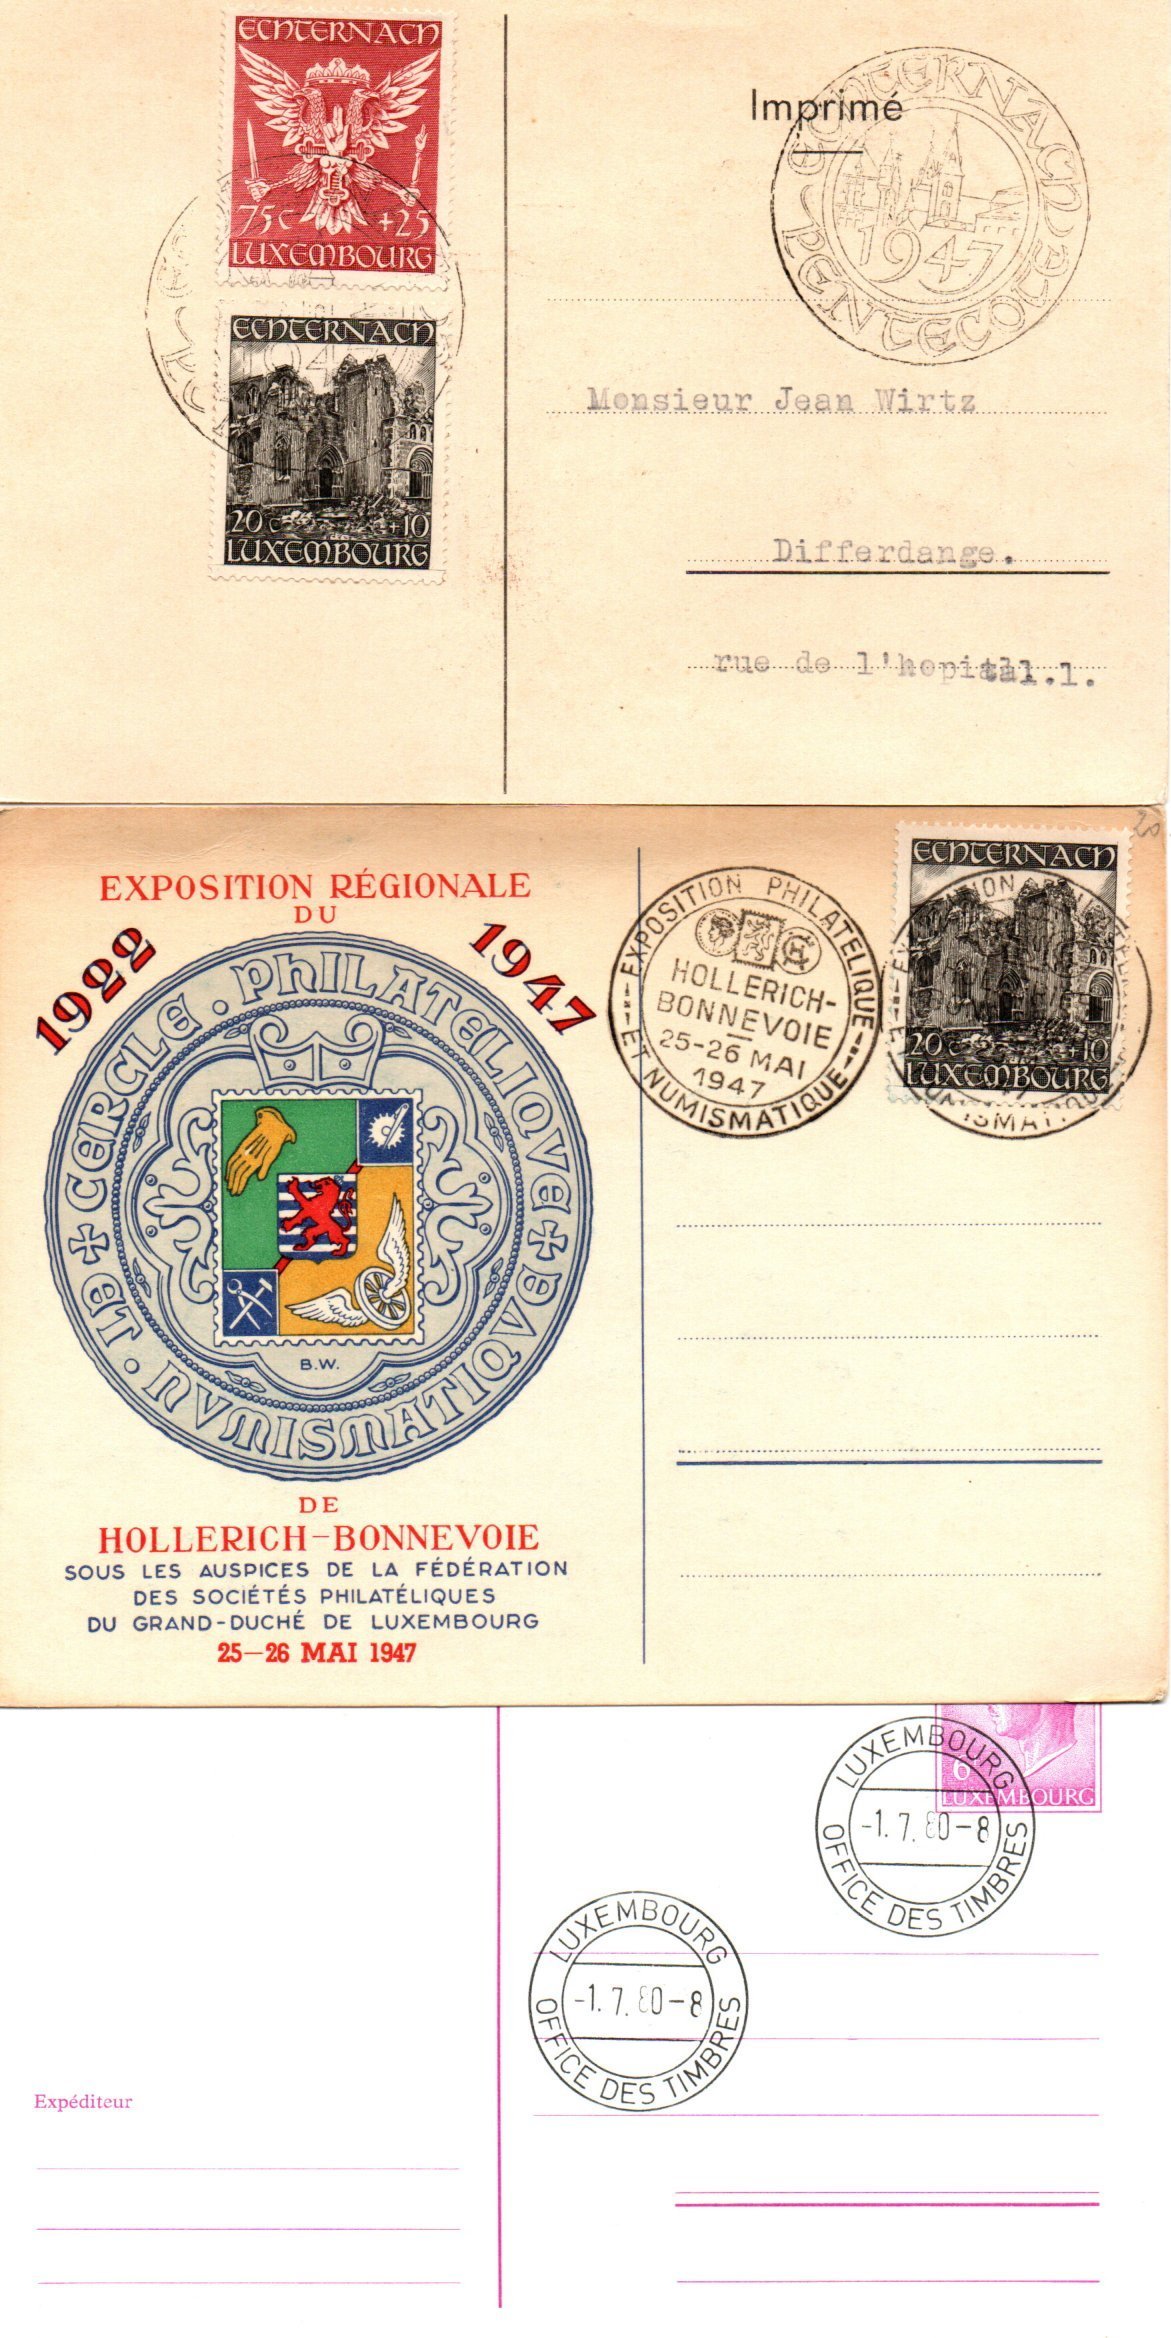 ECHTERNACH
75c +25
LUXEMBOURG
ECHTERNACH
20c +10
LUXEMBOURG
Imprimé
ECHTERNACH
PENTECOTE
1947
Monsieur Jean Wirtz
Differdange.
rue de l'hopital.1.
20
EXPOSITION RÉGIONALE
DU
1922 1947
CERCLE · PHILATELIQUE
ET · NUMISMATIQUE
B.W.
DE
HOLLERICH-BONNEVOIE
SOUS LES AUSPICES DE LA FÉDÉRATION
DES SOCIÉTÉS PHILATÉLIQUES
DU GRAND-DUCHÉ DE LUXEMBOURG
25-26 MAI 1947
EXPOSITION PHILATELIQUE
ET NUMISMATIQUE
HOLLERICH-
BONNEVOIE
25-26 MAI
1947
ECHTERNACH
20c +10
LUXEMBOURG
6F
LUXEMBOURG
LUXEMBOURG
-1.7.80-8
OFFICE DES TIMBRES
LUXEMBOURG
-1.7.80-8
OFFICE DES TIMBRES
Expéditeur